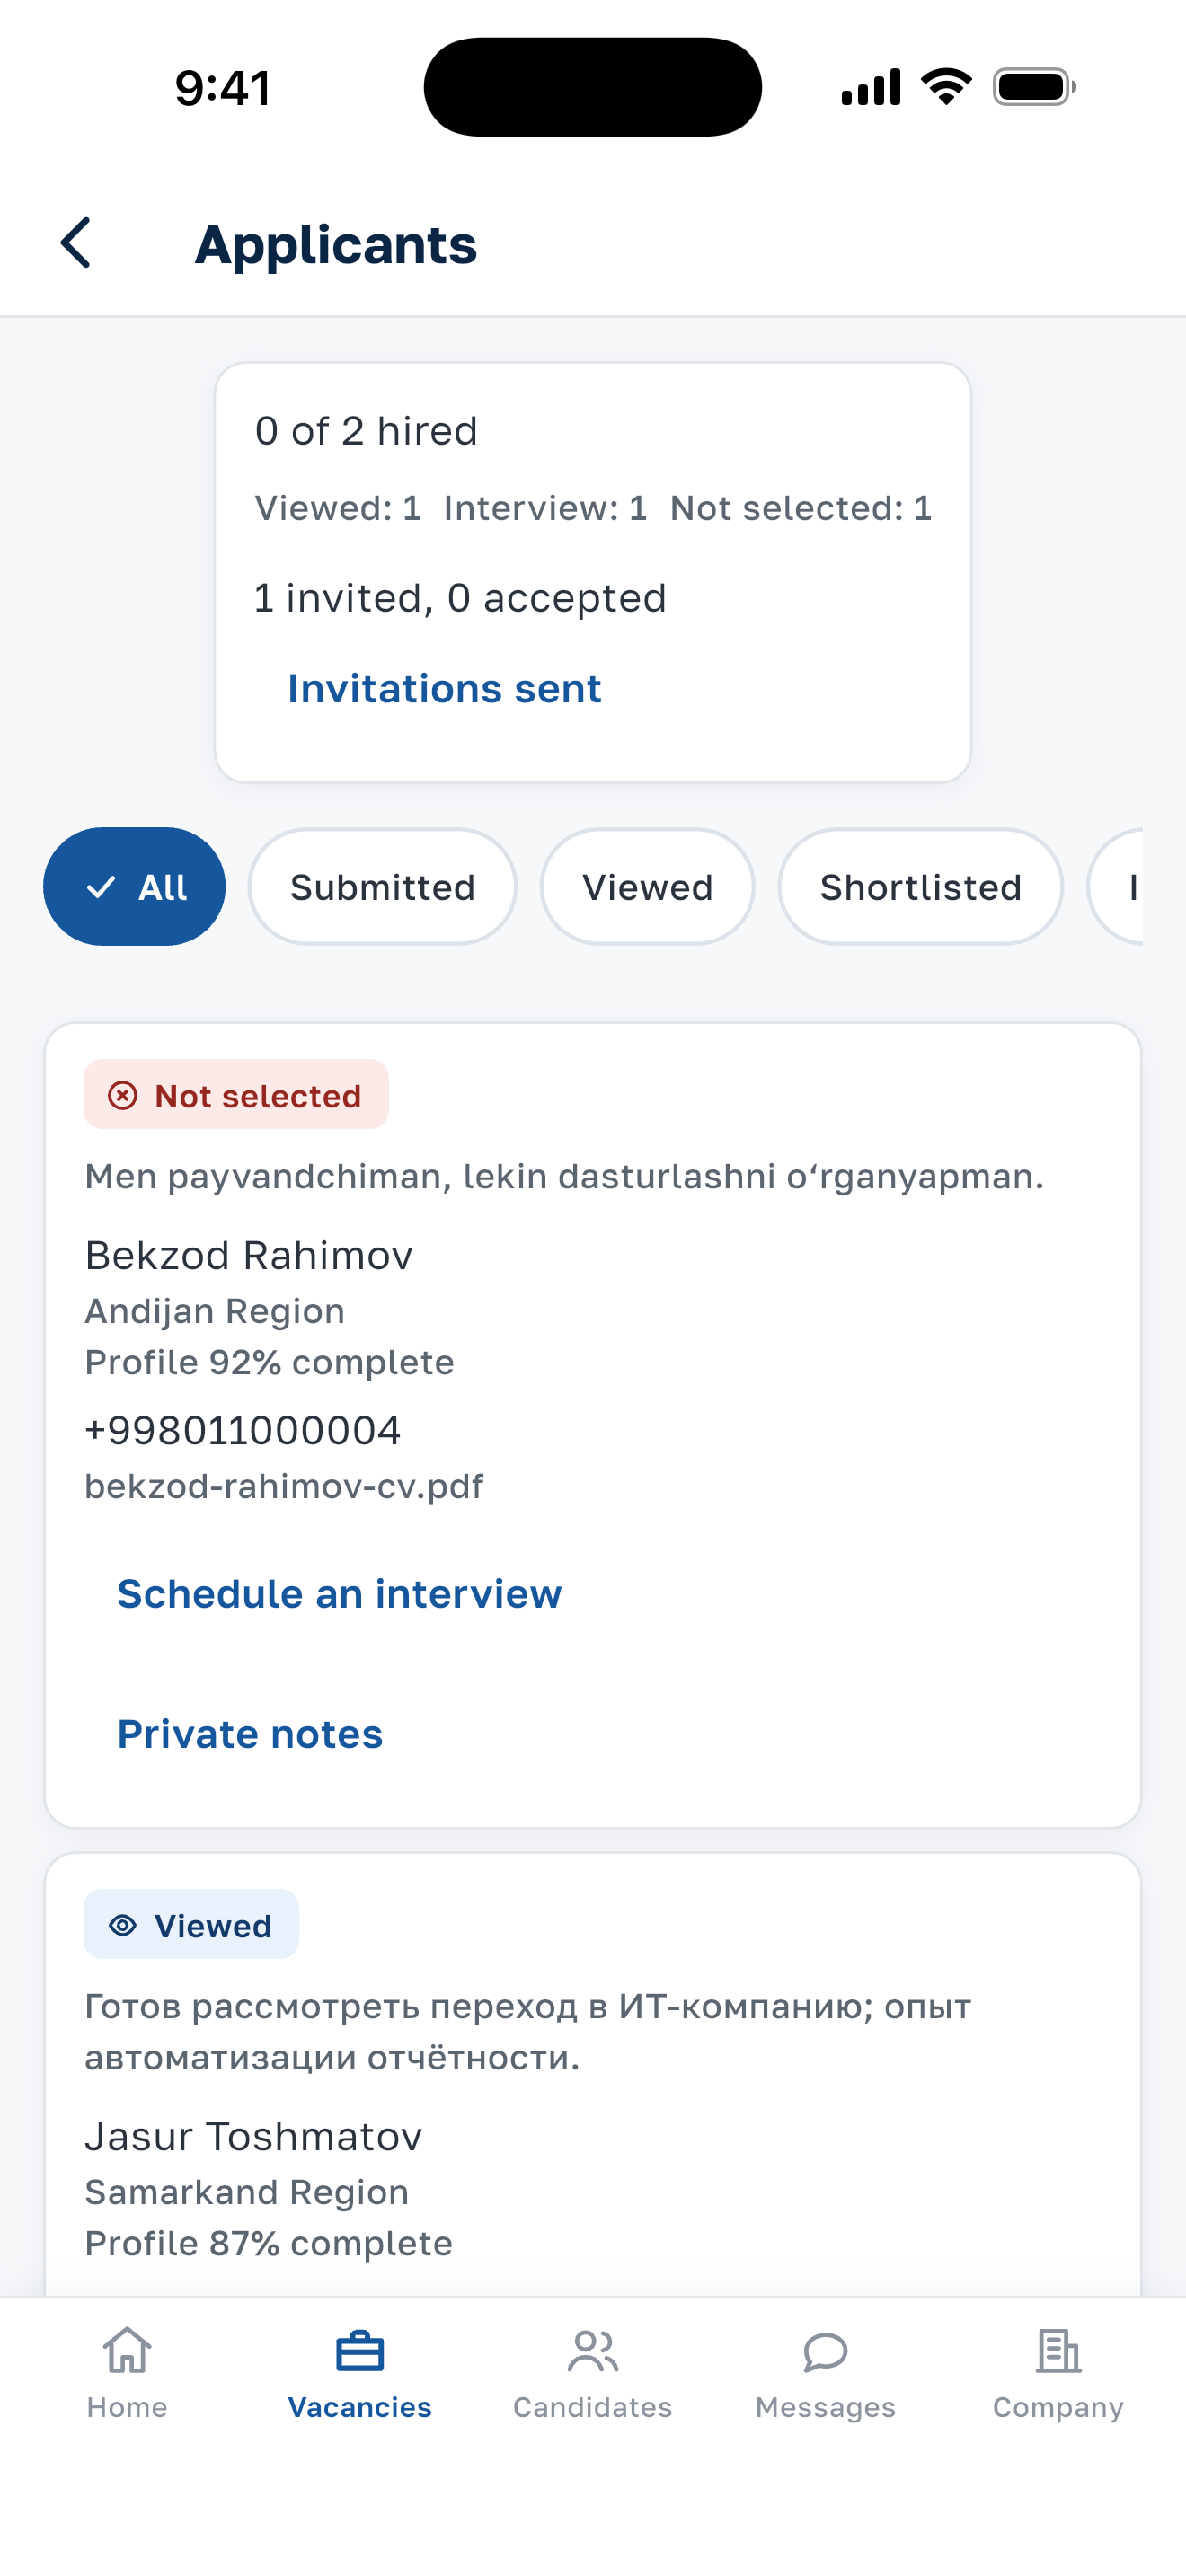 9:41
Applicants
0 of 2 hired
Viewed: 1 Interview: 1 Not selected: 1
1 invited, 0 accepted
Invitations sent
All
Submitted
Viewed
Shortlisted
I
Not selected
Men payvandchiman, lekin dasturlashni oʻrganyapman.
Bekzod Rahimov
Andijan Region
Profile 92% complete
+998011000004
bekzod-rahimov-cv.pdf
Schedule an interview
Private notes
Viewed
Готов рассмотреть переход в ИТ-компанию; опыт
автоматизации отчётности.
Jasur Toshmatov
Samarkand Region
Profile 87% complete
Home
Vacancies
Candidates
Messages
Company